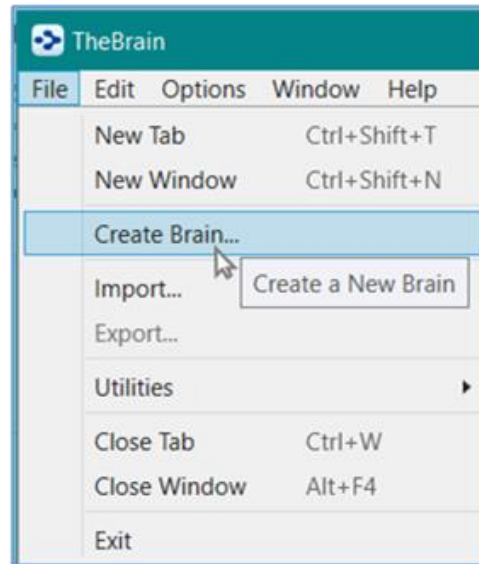 TheBrain
File Edit Options Window Help
New Tab Ctrl+Shift+T
New Window Ctrl+Shift+N
Create Brain...
Create a New Brain
Import...
Export...
Utilities
Close Tab Ctrl+W
Close Window Alt+F4
Exit